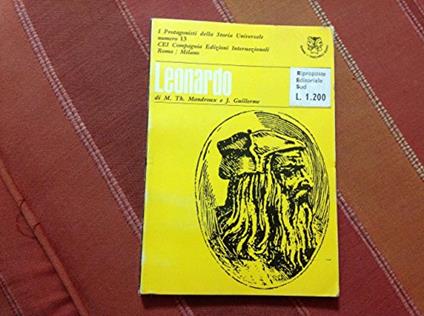 I Protagonisti della Storia Universale
numero 13
CEI Compagnia Edizioni Internazionali
Roma / Milano
Leonardo
di M. Th. Mondroux e J. Guillerme
Riproposte
Editoriale
Sud
L. 1.200